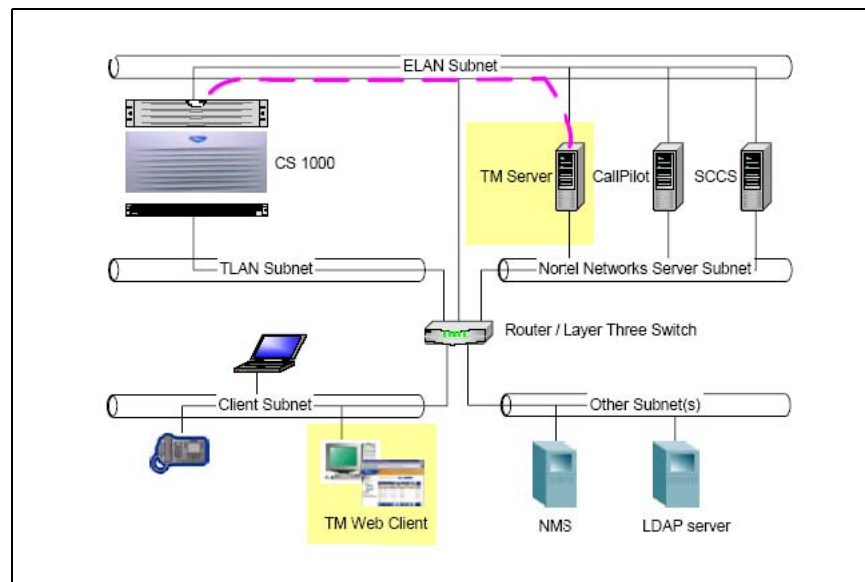 ELAN Subnet
CS 1000
TM Server
CallPilot
SCCS
TLAN Subnet
Nortel Networks Server Subnet
Router / Layer Three Switch
Client Subnet
Other Subnet(s)
TM Web Client
NMS
LDAP server